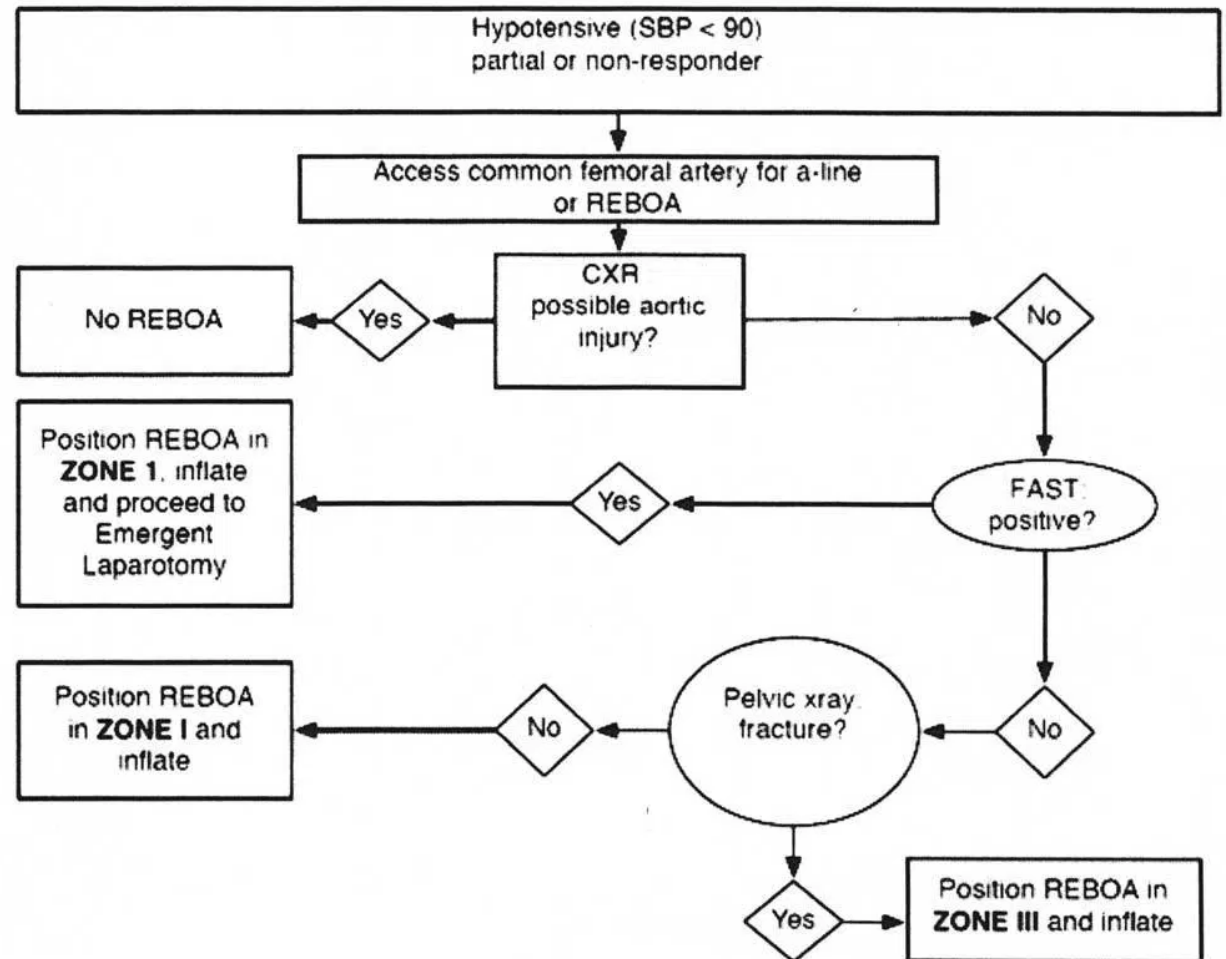 Hypotensive (SBP < 90)
partial or non-responder
Access common femoral artery for a-line
or REBOA
CXR
possible aortic
injury?
Yes
No REBOA
No
FAST:
positive?
Yes
Position REBOA in
ZONE 1, inflate
and proceed to
Emergent
Laparotomy
No
Pelvic xray:
fracture?
No
Position REBOA
in ZONE I and
inflate
Yes
Position REBOA in
ZONE III and inflate